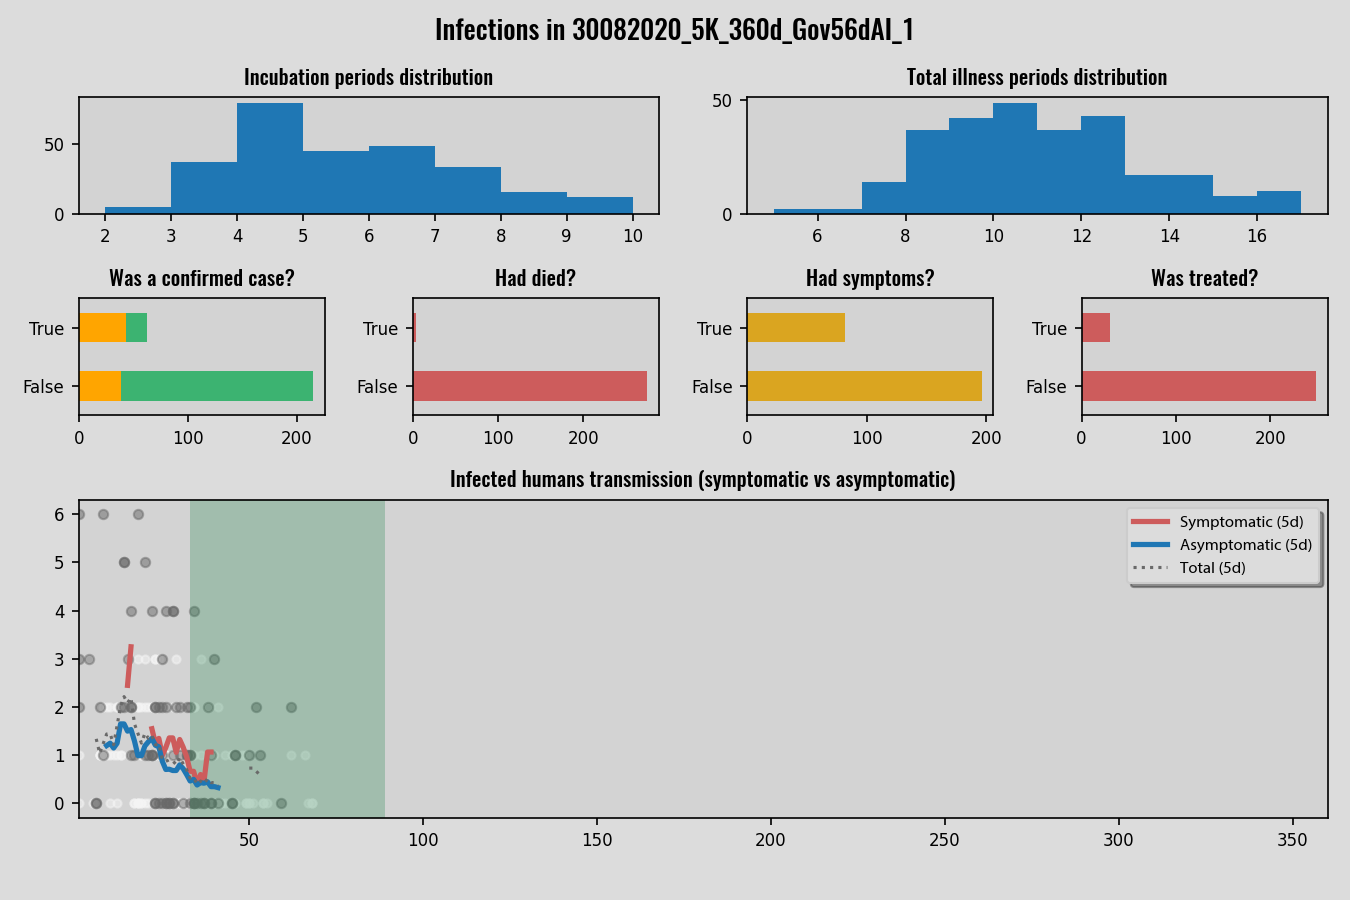 Infections in 30082020_5K_360d_Gov56dAI_1
Incubation periods distribution
Total illness periods distribution
50
0
2 3 4 5 6 7 8 9 10
50
0
6 8 10 12 14 16
Was a confirmed case?
Had died?
Had symptoms?
Was treated?
True
False
0 100 200
True
False
0 100 200
True
False
0 100 200
True
False
0 100 200
Infected humans transmission (symptomatic vs asymptomatic)
6
5
4
3
2
1
0
50 100 150 200 250 300 350
Symptomatic (5d)
Asymptomatic (5d)
Total (5d)